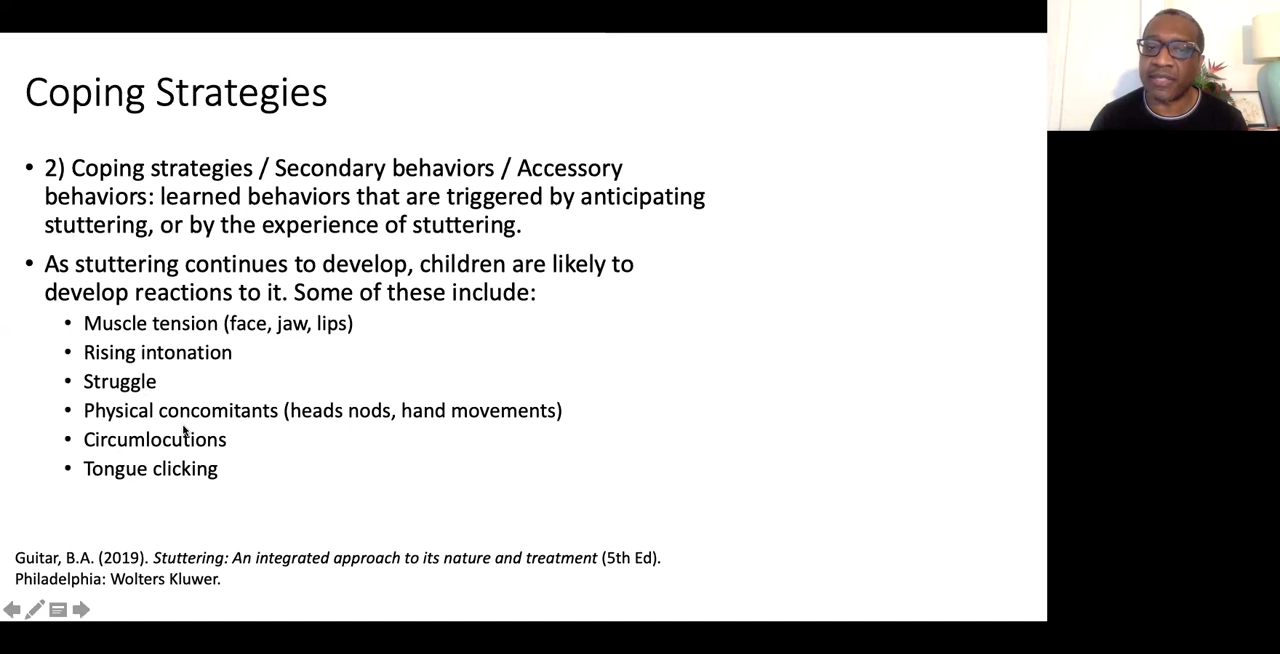 Coping Strategies
• 2) Coping strategies / Secondary behaviors / Accessory
behaviors: learned behaviors that are triggered by anticipating
stuttering, or by the experience of stuttering.
• As stuttering continues to develop, children are likely to
develop reactions to it. Some of these include:
• Muscle tension (face, jaw, lips)
• Rising intonation
• Struggle
• Physical concomitants (heads nods, hand movements)
• Circumlocutions
• Tongue clicking
Guitar, B.A. (2019). Stuttering: An integrated approach to its nature and treatment (5th Ed).
Philadelphia: Wolters Kluwer.